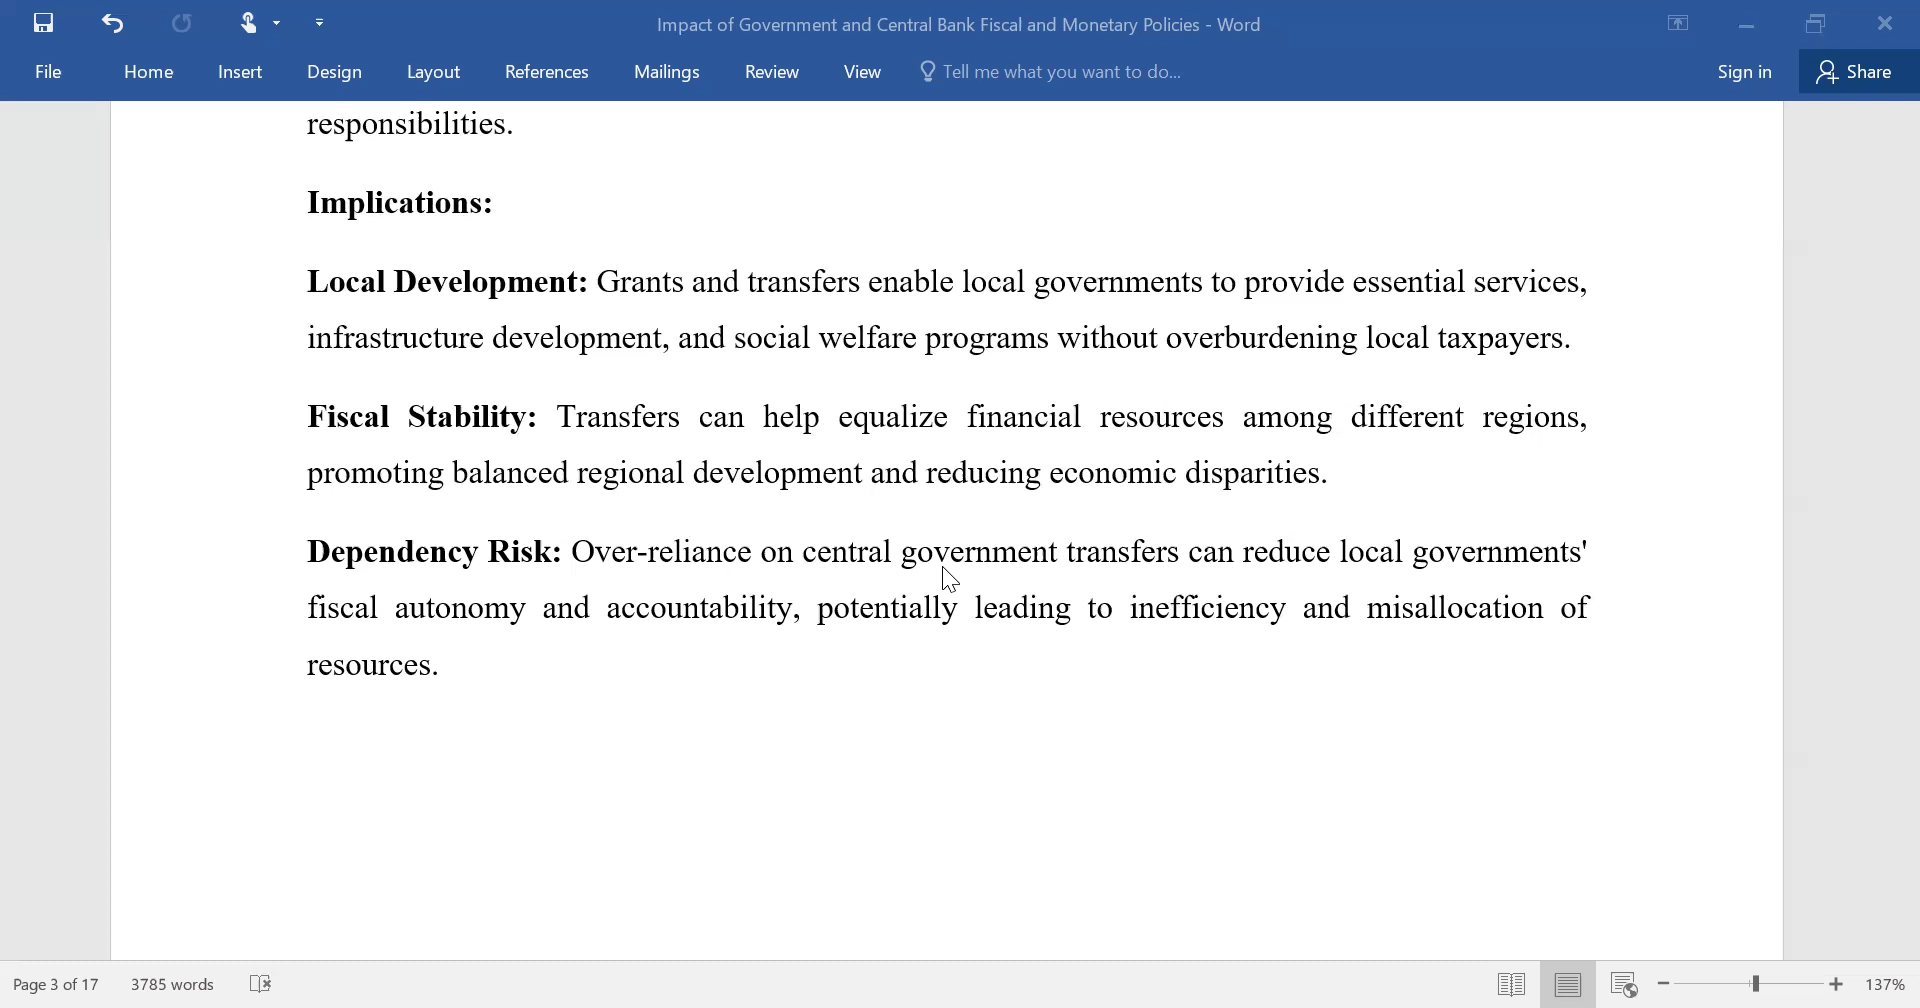 Impact of Government and Central Bank Fiscal and Monetary Policies - Word
File Home Insert Design Layout References Mailings Review View Tell me what you want to do... Sign in Share
responsibilities.
Implications:
Local Development: Grants and transfers enable local governments to provide essential services,
infrastructure development, and social welfare programs without overburdening local taxpayers.
Fiscal Stability: Transfers can help equalize financial resources among different regions,
promoting balanced regional development and reducing economic disparities.
Dependency Risk: Over-reliance on central government transfers can reduce local governments'
fiscal autonomy and accountability, potentially leading to inefficiency and misallocation of
resources.
Page 3 of 17 3785 words 137%